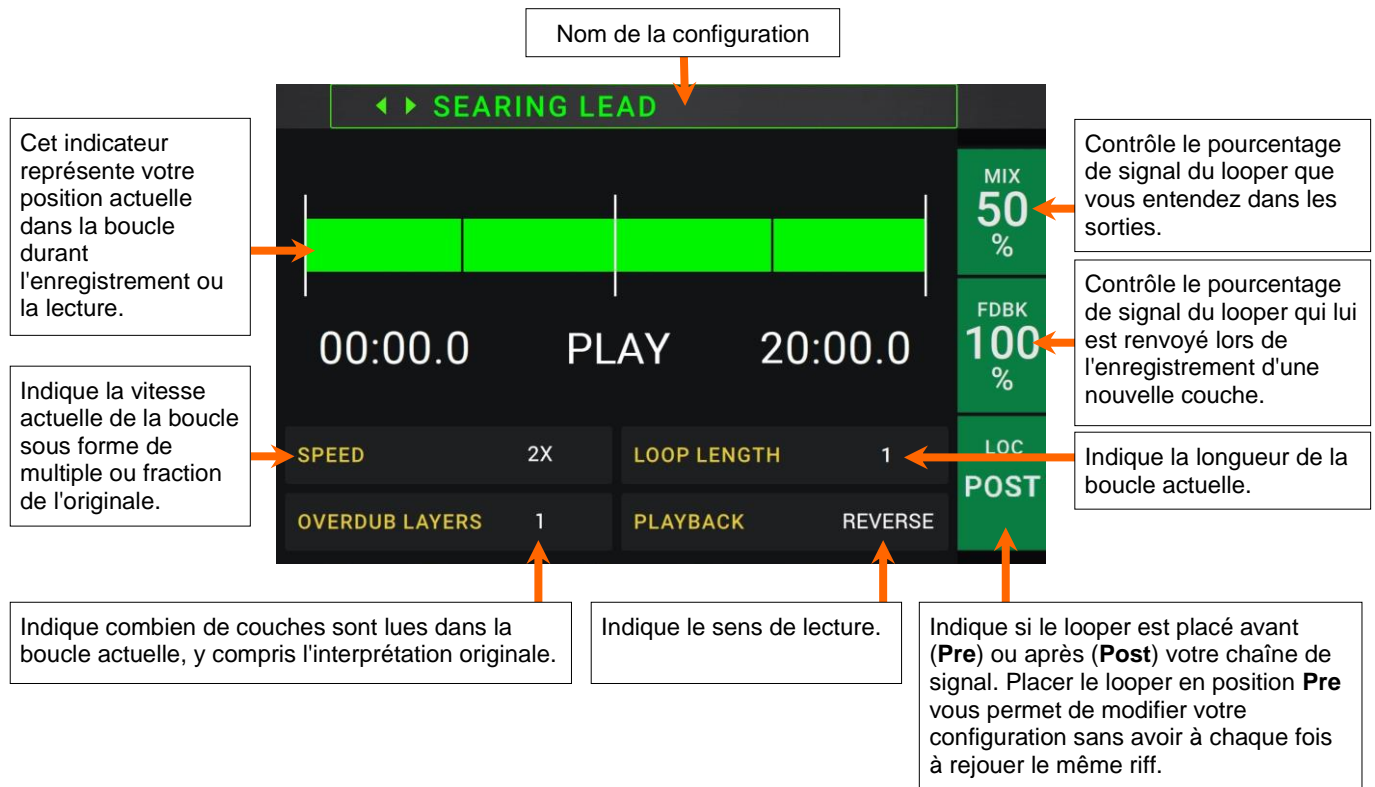 Nom de la configuration
SEARING LEAD
Cet indicateur
représente votre
position actuelle
dans la boucle
durant
l'enregistrement ou
la lecture.
MIX
50
%
Contrôle le pourcentage
de signal du looper que
vous entendez dans les
sorties.
00:00.0 PLAY 20:00.0
FDBK
100
%
Contrôle le pourcentage
de signal du looper qui lui
est renvoyé lors de
l'enregistrement d'une
nouvelle couche.
Indique la vitesse
actuelle de la boucle
sous forme de
multiple ou fraction
de l'originale.
SPEED 2X LOOP LENGTH 1
LOC
POST
Indique la longueur de la
boucle actuelle.
OVERDUB LAYERS 1 PLAYBACK REVERSE
Indique combien de couches sont lues dans la
boucle actuelle, y compris l'interprétation originale.
Indique le sens de lecture.
Indique si le looper est placé avant
(Pre) ou après (Post) votre chaîne de
signal. Placer le looper en position Pre
vous permet de modifier votre
configuration sans avoir à chaque fois
à rejouer le même riff.